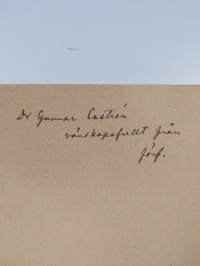 Dr Gunnar Castrén
vänskapsfullt från
förf.